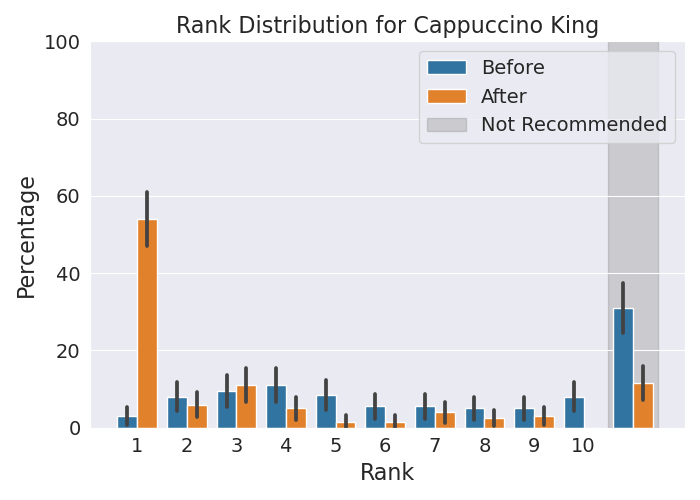 Rank Distribution for Cappuccino King
100
80
60
40
20
0
Percentage
Before
After
Not Recommended
1 2 3 4 5 6 7 8 9 10
Rank